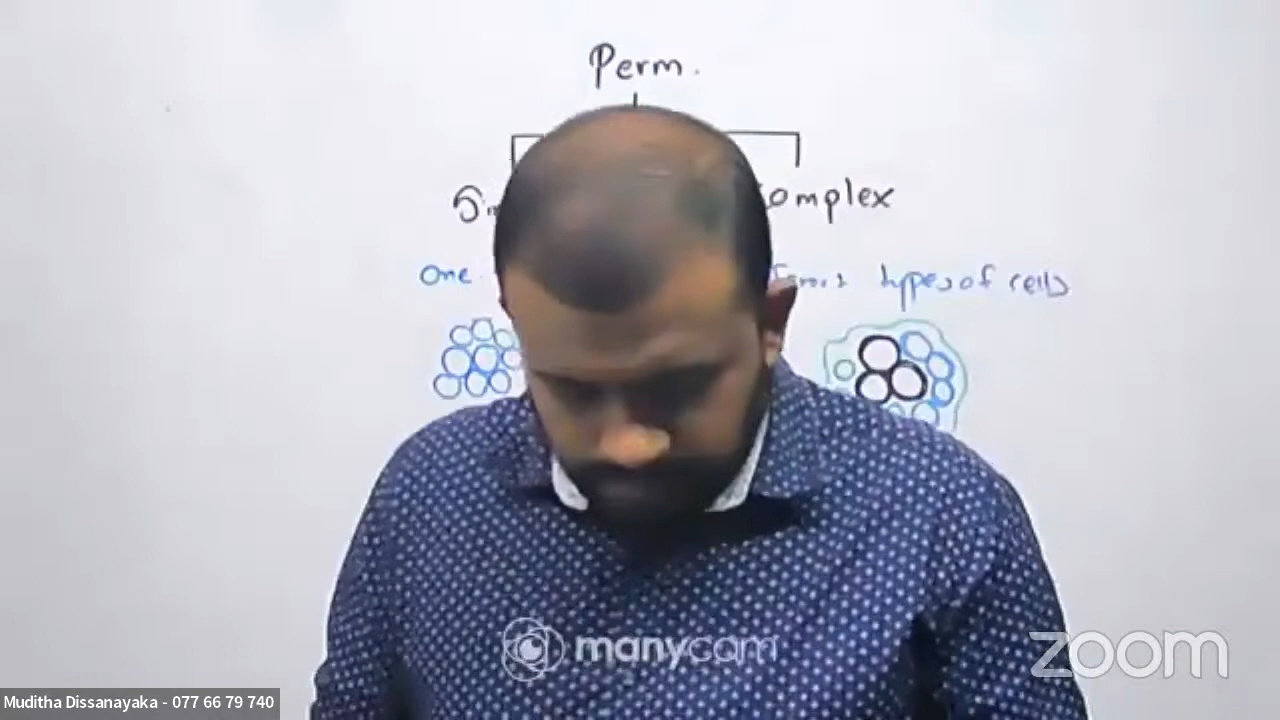 Perm.
omplex
One
types of cells
manycam
zoom
Muditha Dissanayaka - 077 66 79 740